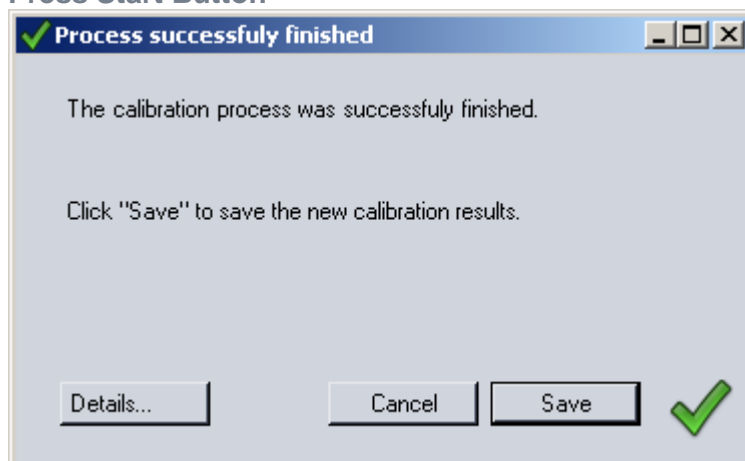 Press Start Button
Process successfuly finished
The calibration process was successfuly finished.
Click "Save" to save the new calibration results.
Details... Cancel Save